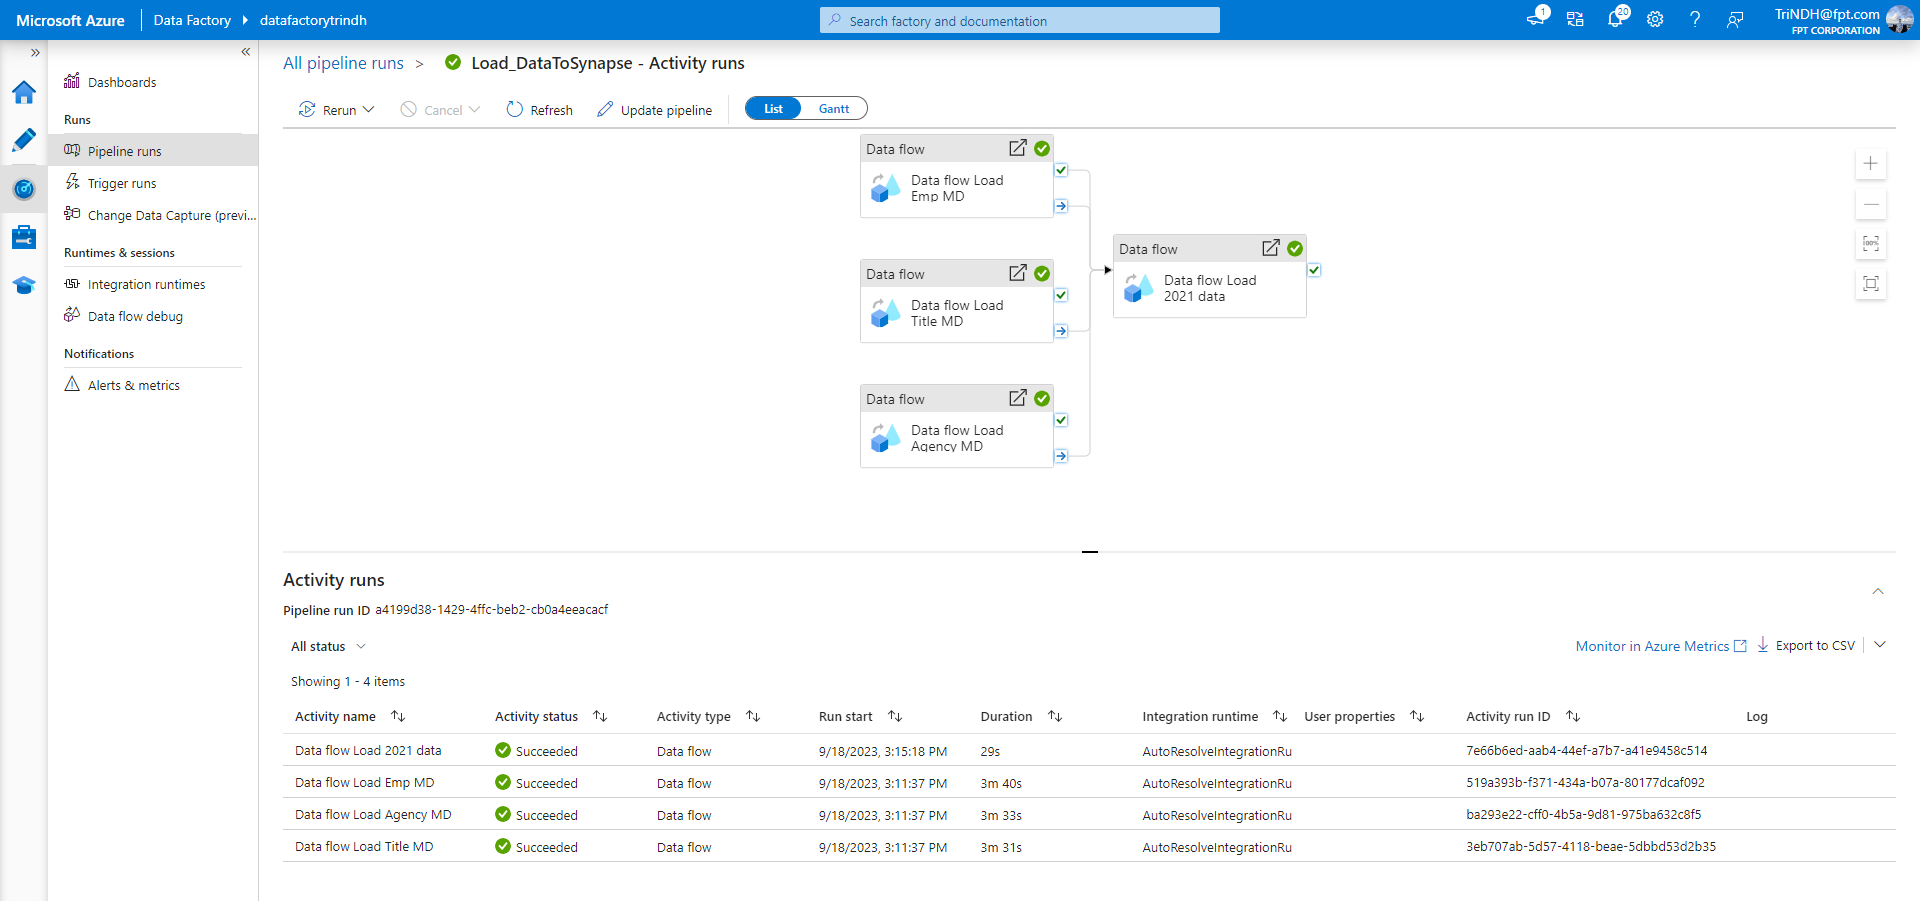 Microsoft Azure
Data Factory
datafactorytrindh
Search factory and documentation
1
20
TriNDH@fpt.com
FPT CORPORATION
Dashboards
Runs
Pipeline runs
Trigger runs
Change Data Capture (previ...
Runtimes & sessions
Integration runtimes
Data flow debug
Notifications
Alerts & metrics
All pipeline runs > Load_DataToSynapse - Activity runs
Rerun Cancel Refresh Update pipeline List Gantt
Data flow
Data flow Load
Emp MD
Data flow
Data flow Load
Title MD
Data flow
Data flow Load
Agency MD
Data flow
Data flow Load
2021 data
100%
Activity runs
Pipeline run ID a4199d38-1429-4ffc-beb2-cb0a4eeacacf
All status
Monitor in Azure Metrics Export to CSV
Showing 1 - 4 items
Activity name Activity status Activity type Run start Duration Integration runtime User properties Activity run ID Log
Data flow Load 2021 data Succeeded Data flow 9/18/2023, 3:15:18 PM 29s AutoResolveIntegrationRu 7e66b6ed-aab4-44ef-a7b7-a41e9458c514
Data flow Load Emp MD Succeeded Data flow 9/18/2023, 3:11:37 PM 3m 40s AutoResolveIntegrationRu 519a393b-f371-434a-b07a-80177dcaf092
Data flow Load Agency MD Succeeded Data flow 9/18/2023, 3:11:37 PM 3m 33s AutoResolveIntegrationRu ba293e22-cff0-4b5a-9d81-975ba632c8f5
Data flow Load Title MD Succeeded Data flow 9/18/2023, 3:11:37 PM 3m 31s AutoResolveIntegrationRu 3eb707ab-5d57-4118-beae-5dbbd53d2b35